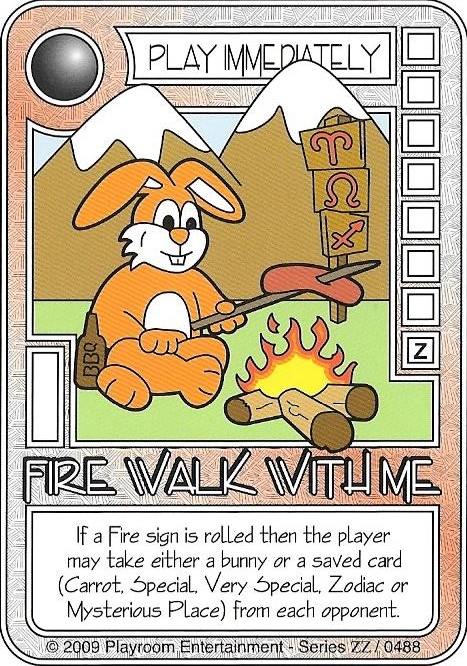 PLAY IMMEDIATELY
♈
♌
♐
BBQ
Z
FIRE WALK WITH ME
If a Fire sign is rolled then the player
may take either a bunny or a saved card
(Carrot, Special, Very Special, Zodiac or
Mysterious Place) from each opponent.
© 2009 Playroom Entertainment - Series ZZ / 0488